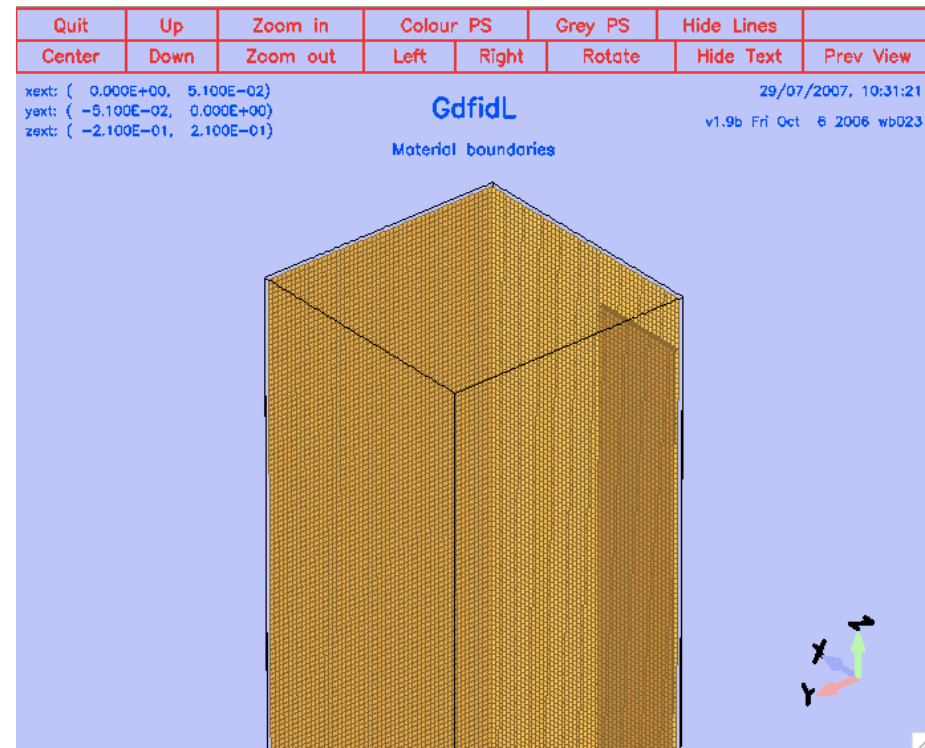 Quit Up Zoom in Colour PS Grey PS Hide Lines
Center Down Zoom out Left Right Rotate Hide Text Prev View
xext: ( 0.000E+00, 5.100E-02)
yext: ( -5.100E-02, 0.000E+00)
zext: ( -2.100E-01, 2.100E-01)
GdfidL
Material boundaries
29/07/2007, 10:31:21
v1.9b Fri Oct 6 2006 wb023
Z
X
Y